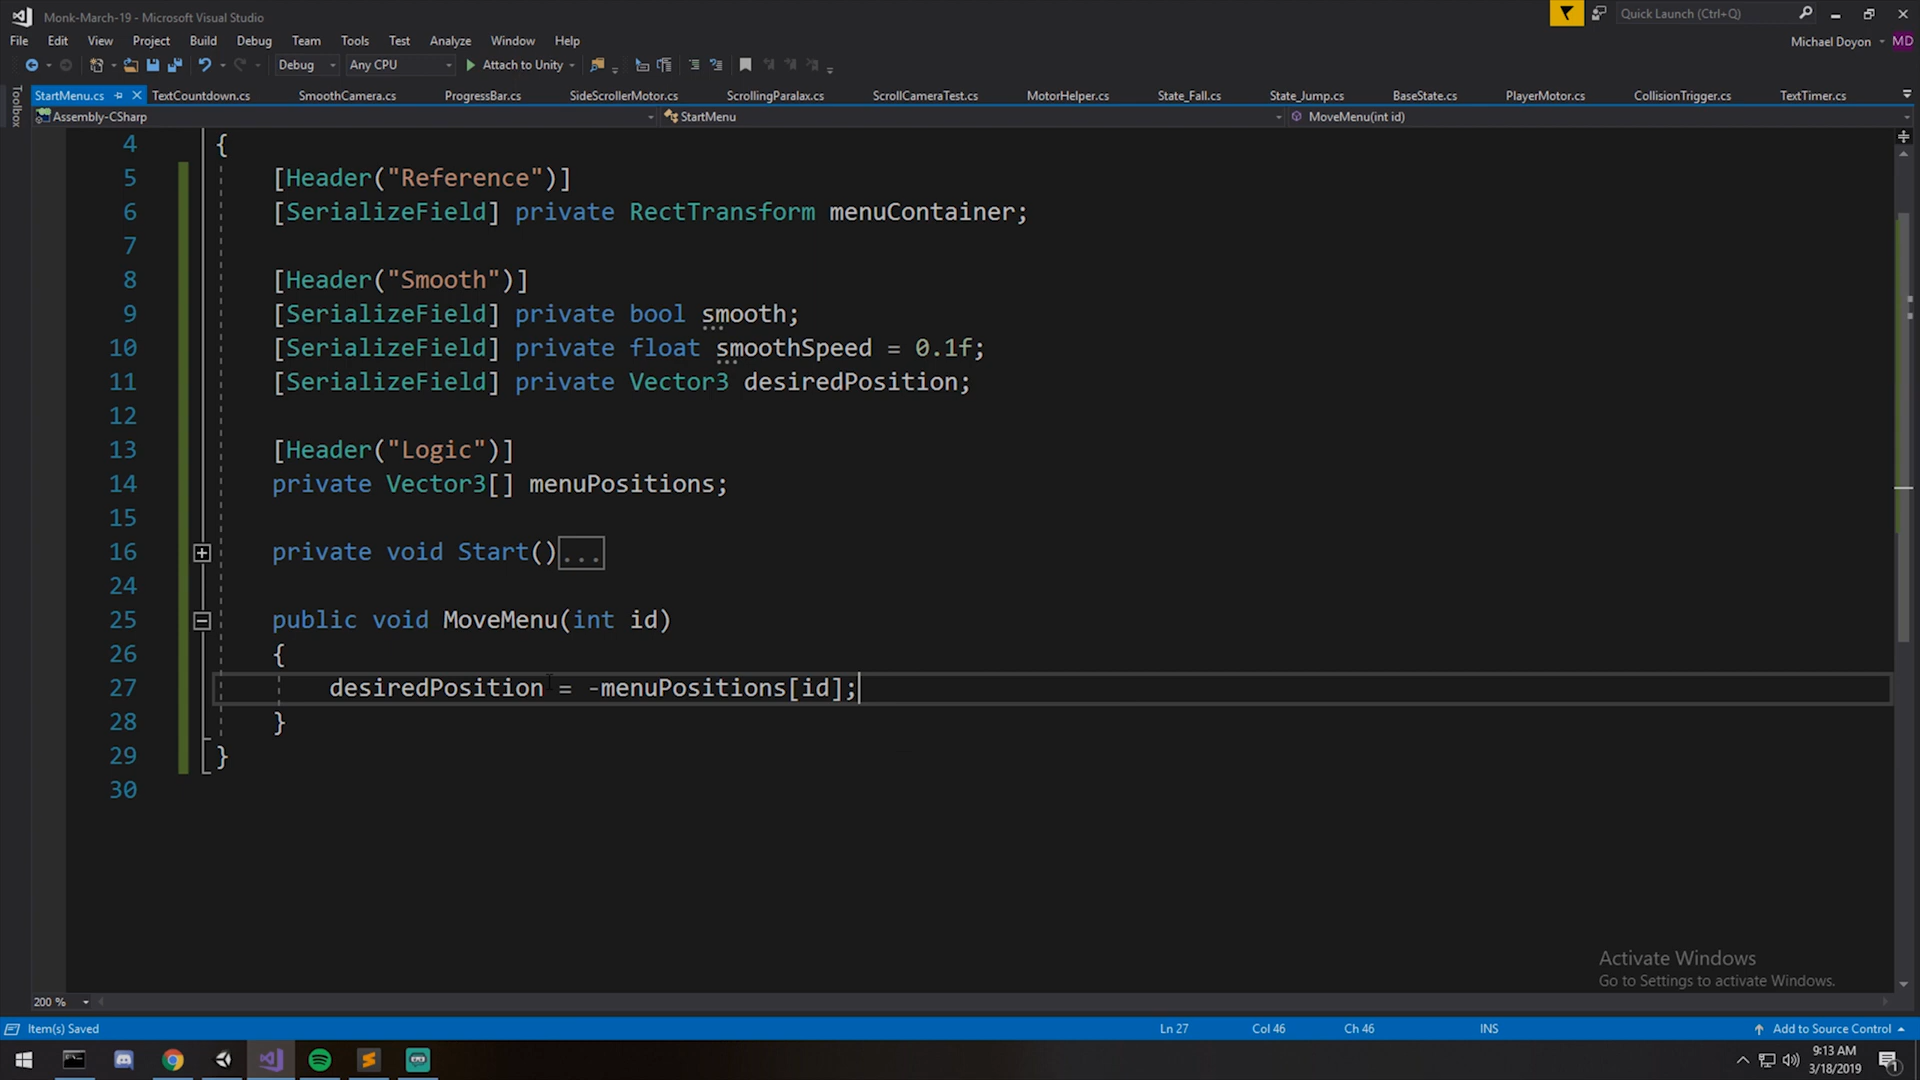 Monk-March-19 - Microsoft Visual Studio
Quick Launch (Ctrl+Q)
File Edit View Project Build Debug Team Tools Test Analyze Window Help
Michael Doyon MD
Debug Any CPU Attach to Unity
Toolbox
StartMenu.cs TextCountdown.cs SmoothCamera.cs ProgressBar.cs SideScrollerMotor.cs ScrollingParalax.cs ScrollCameraTest.cs MotorHelper.cs State_Fall.cs State_Jump.cs BaseState.cs PlayerMotor.cs CollisionTrigger.cs TextTimer.cs
Assembly-CSharp StartMenu MoveMenu(int id)
4 {
5 [Header("Reference")]
6 [SerializeField] private RectTransform menuContainer;
7
8 [Header("Smooth")]
9 [SerializeField] private bool smooth;
10 [SerializeField] private float smoothSpeed = 0.1f;
11 [SerializeField] private Vector3 desiredPosition;
12
13 [Header("Logic")]
14 private Vector3[] menuPositions;
15
16 private void Start()...
24
25 public void MoveMenu(int id)
26 {
27 desiredPosition = -menuPositions[id];
28 }
29 }
30
Activate Windows
Go to Settings to activate Windows.
200 %
Item(s) Saved Ln 27 Col 46 Ch 46 INS Add to Source Control
9:13 AM
3/18/2019
1